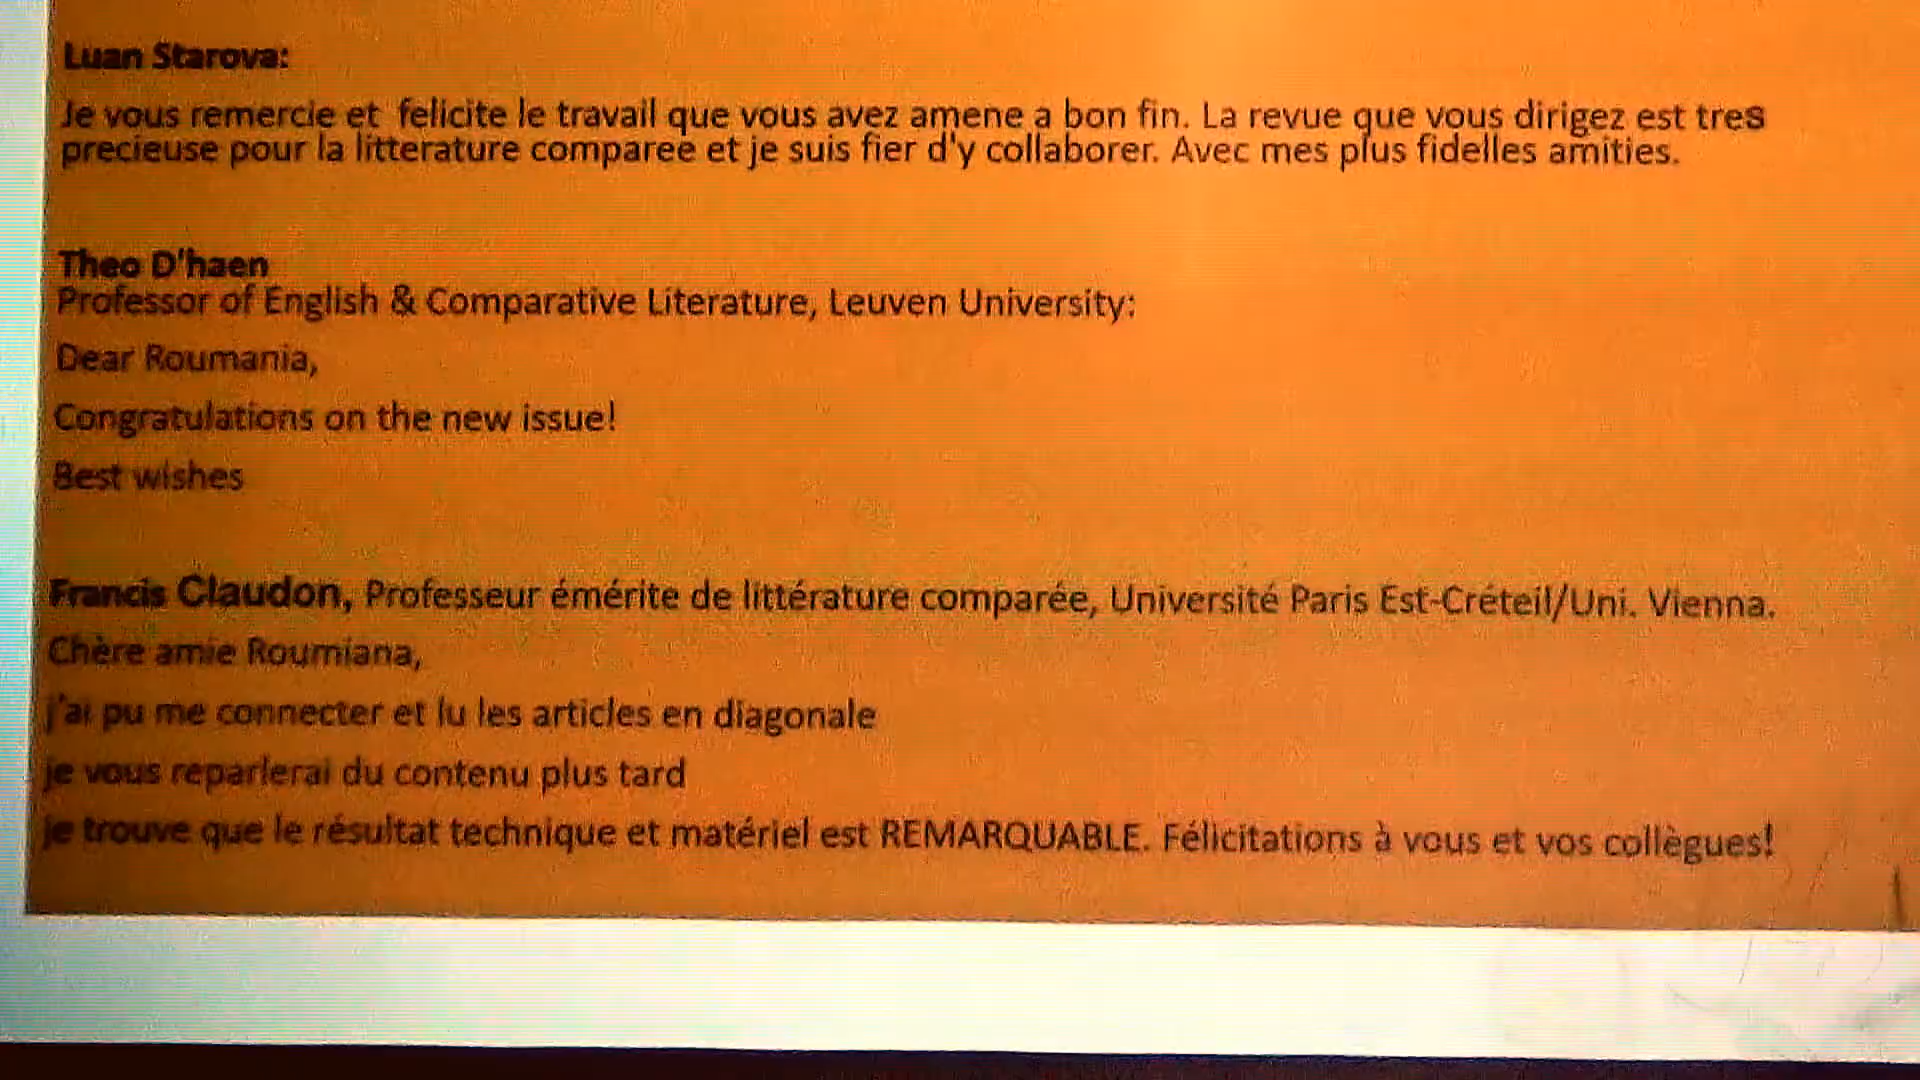 Luan Starova:
Je vous remercie et felicite le travail que vous avez amene a bon fin. La revue que vous dirigez est tres
precieuse pour la litterature comparee et je suis fier d'y collaborer. Avec mes plus fidelles amities.
Theo D'haen
Professor of English & Comparative Literature, Leuven University:
Dear Roumania,
Congratulations on the new issue!
Best wishes
Francis Claudon, Professeur émérite de littérature comparée, Université Paris Est-Créteil/Uni. Vienna.
Chère amie Roumiana,
j'ai pu me connecter et lu les articles en diagonale
je vous reparlerai du contenu plus tard
je trouve que le résultat technique et matériel est REMARQUABLE. Félicitations à vous et vos collègues!